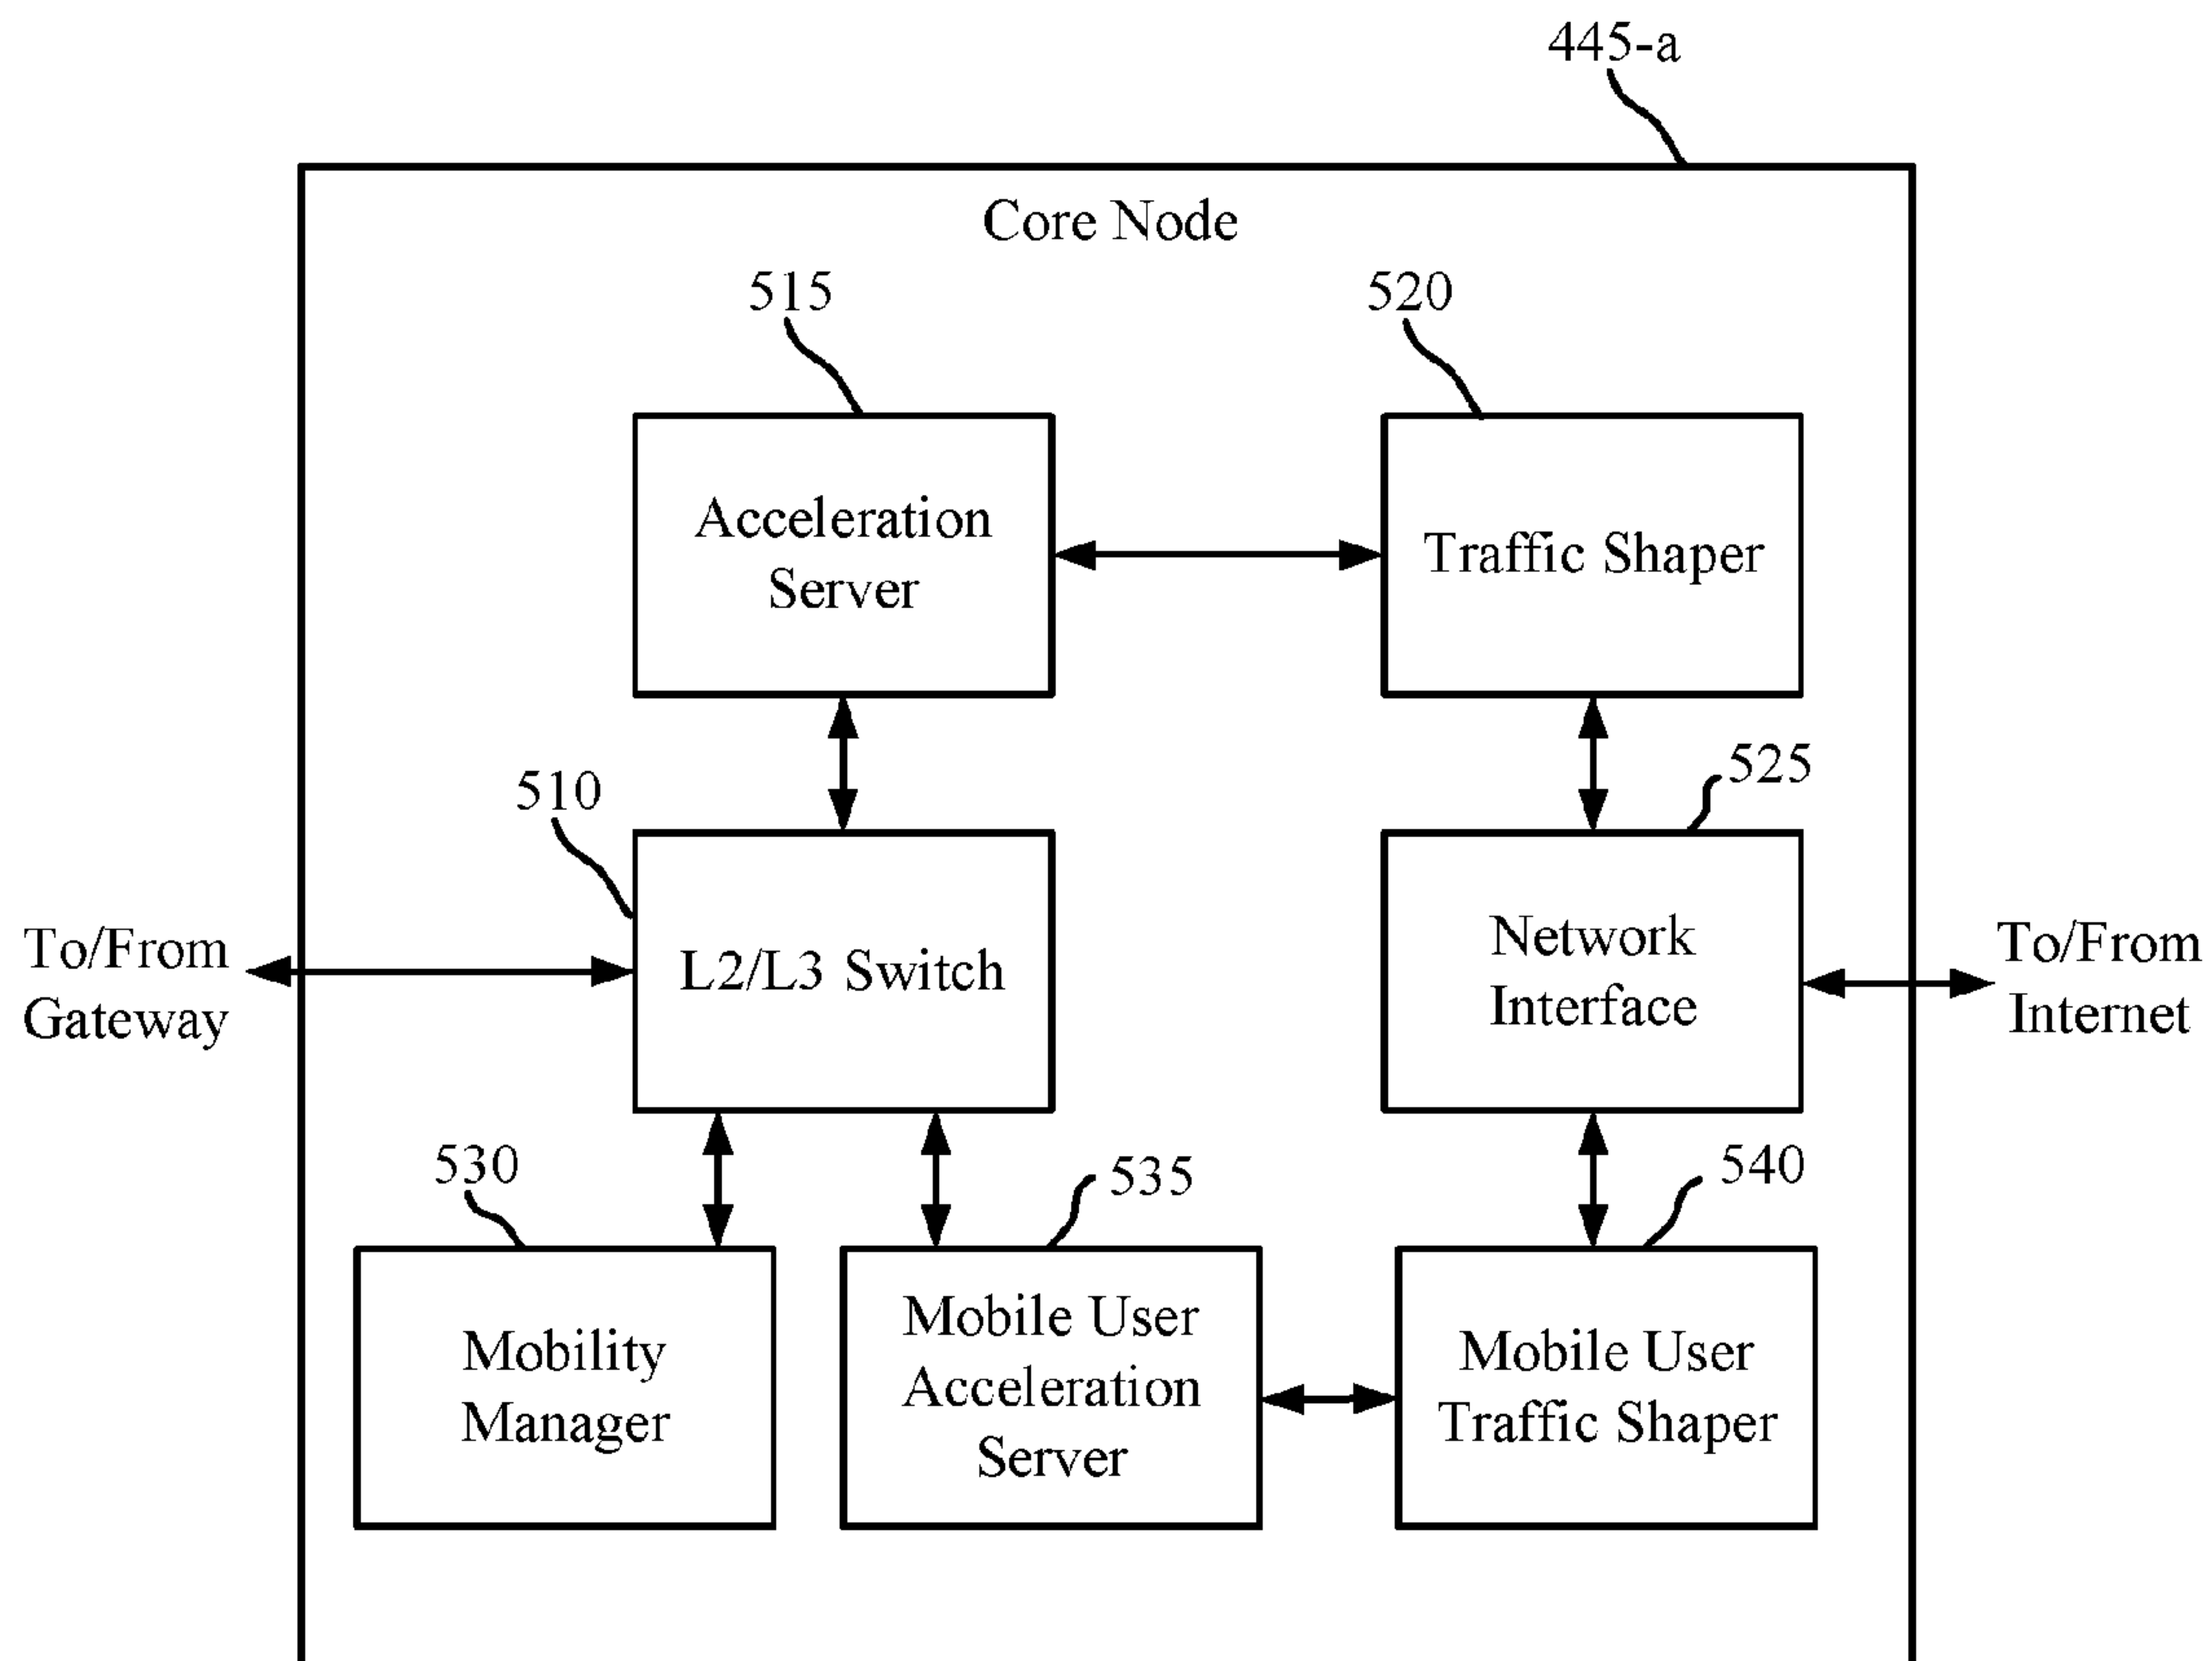 445-a
Core Node
515
520
Acceleration
Server
Traffic Shaper
510
525
To/From
Gateway
L2/L3 Switch
Network
Interface
To/From
Internet
530
535
540
Mobility
Manager
Mobile User
Acceleration
Server
Mobile User
Traffic Shaper